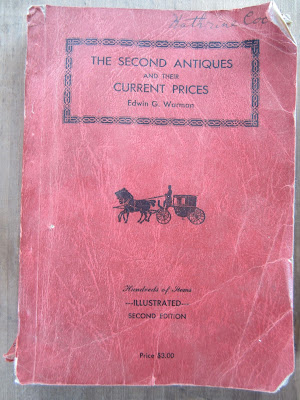 THE SECOND ANTIQUES
AND THEIR
CURRENT PRICES
Edwin G. Warman
Hundreds of Items
---ILLUSTRATED---
SECOND EDITION
Price $3.00